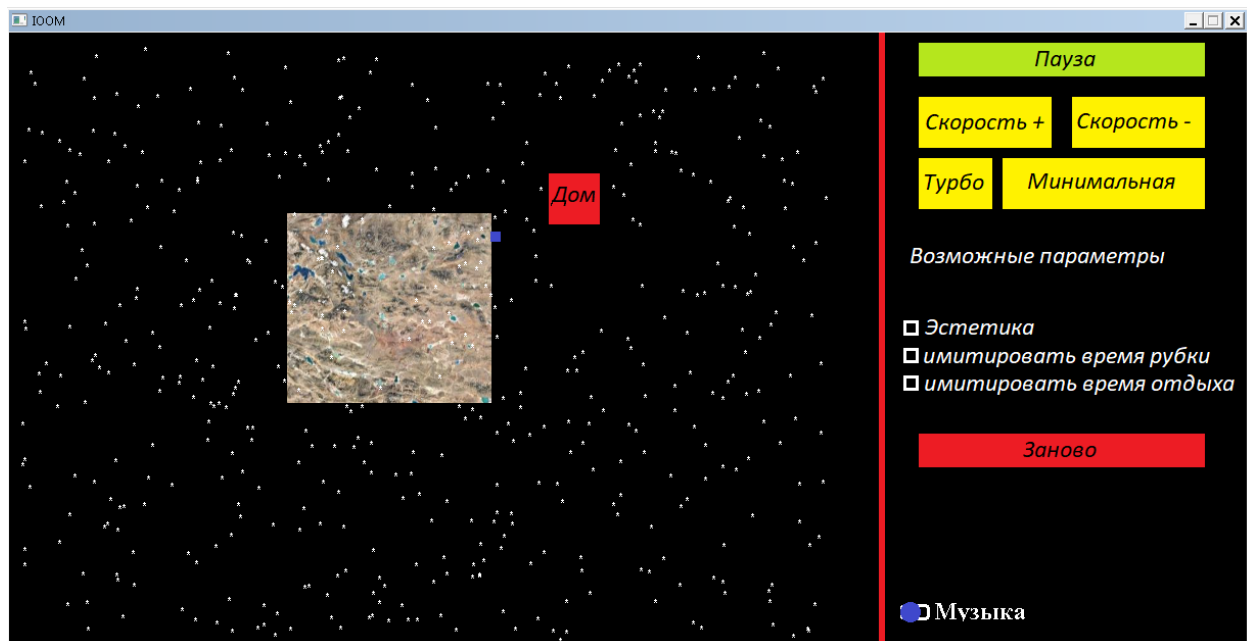 IOOM
Пауза
Скорость +
Скорость -
Турбо
Минимальная
Дом
Возможные параметры
Эстетика
имитировать время рубки
имитировать время отдыха
Заново
Музыка